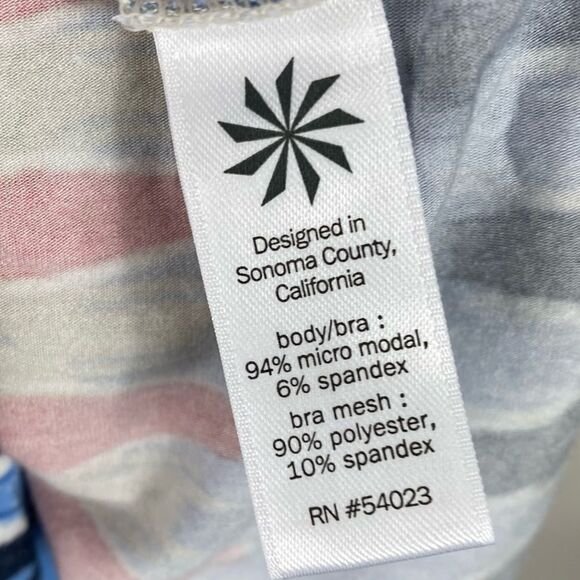 Designed in
Sonoma County,
California
body/bra :
94% micro modal,
6% spandex
bra mesh :
90% polyester,
10% spandex
RN #54023